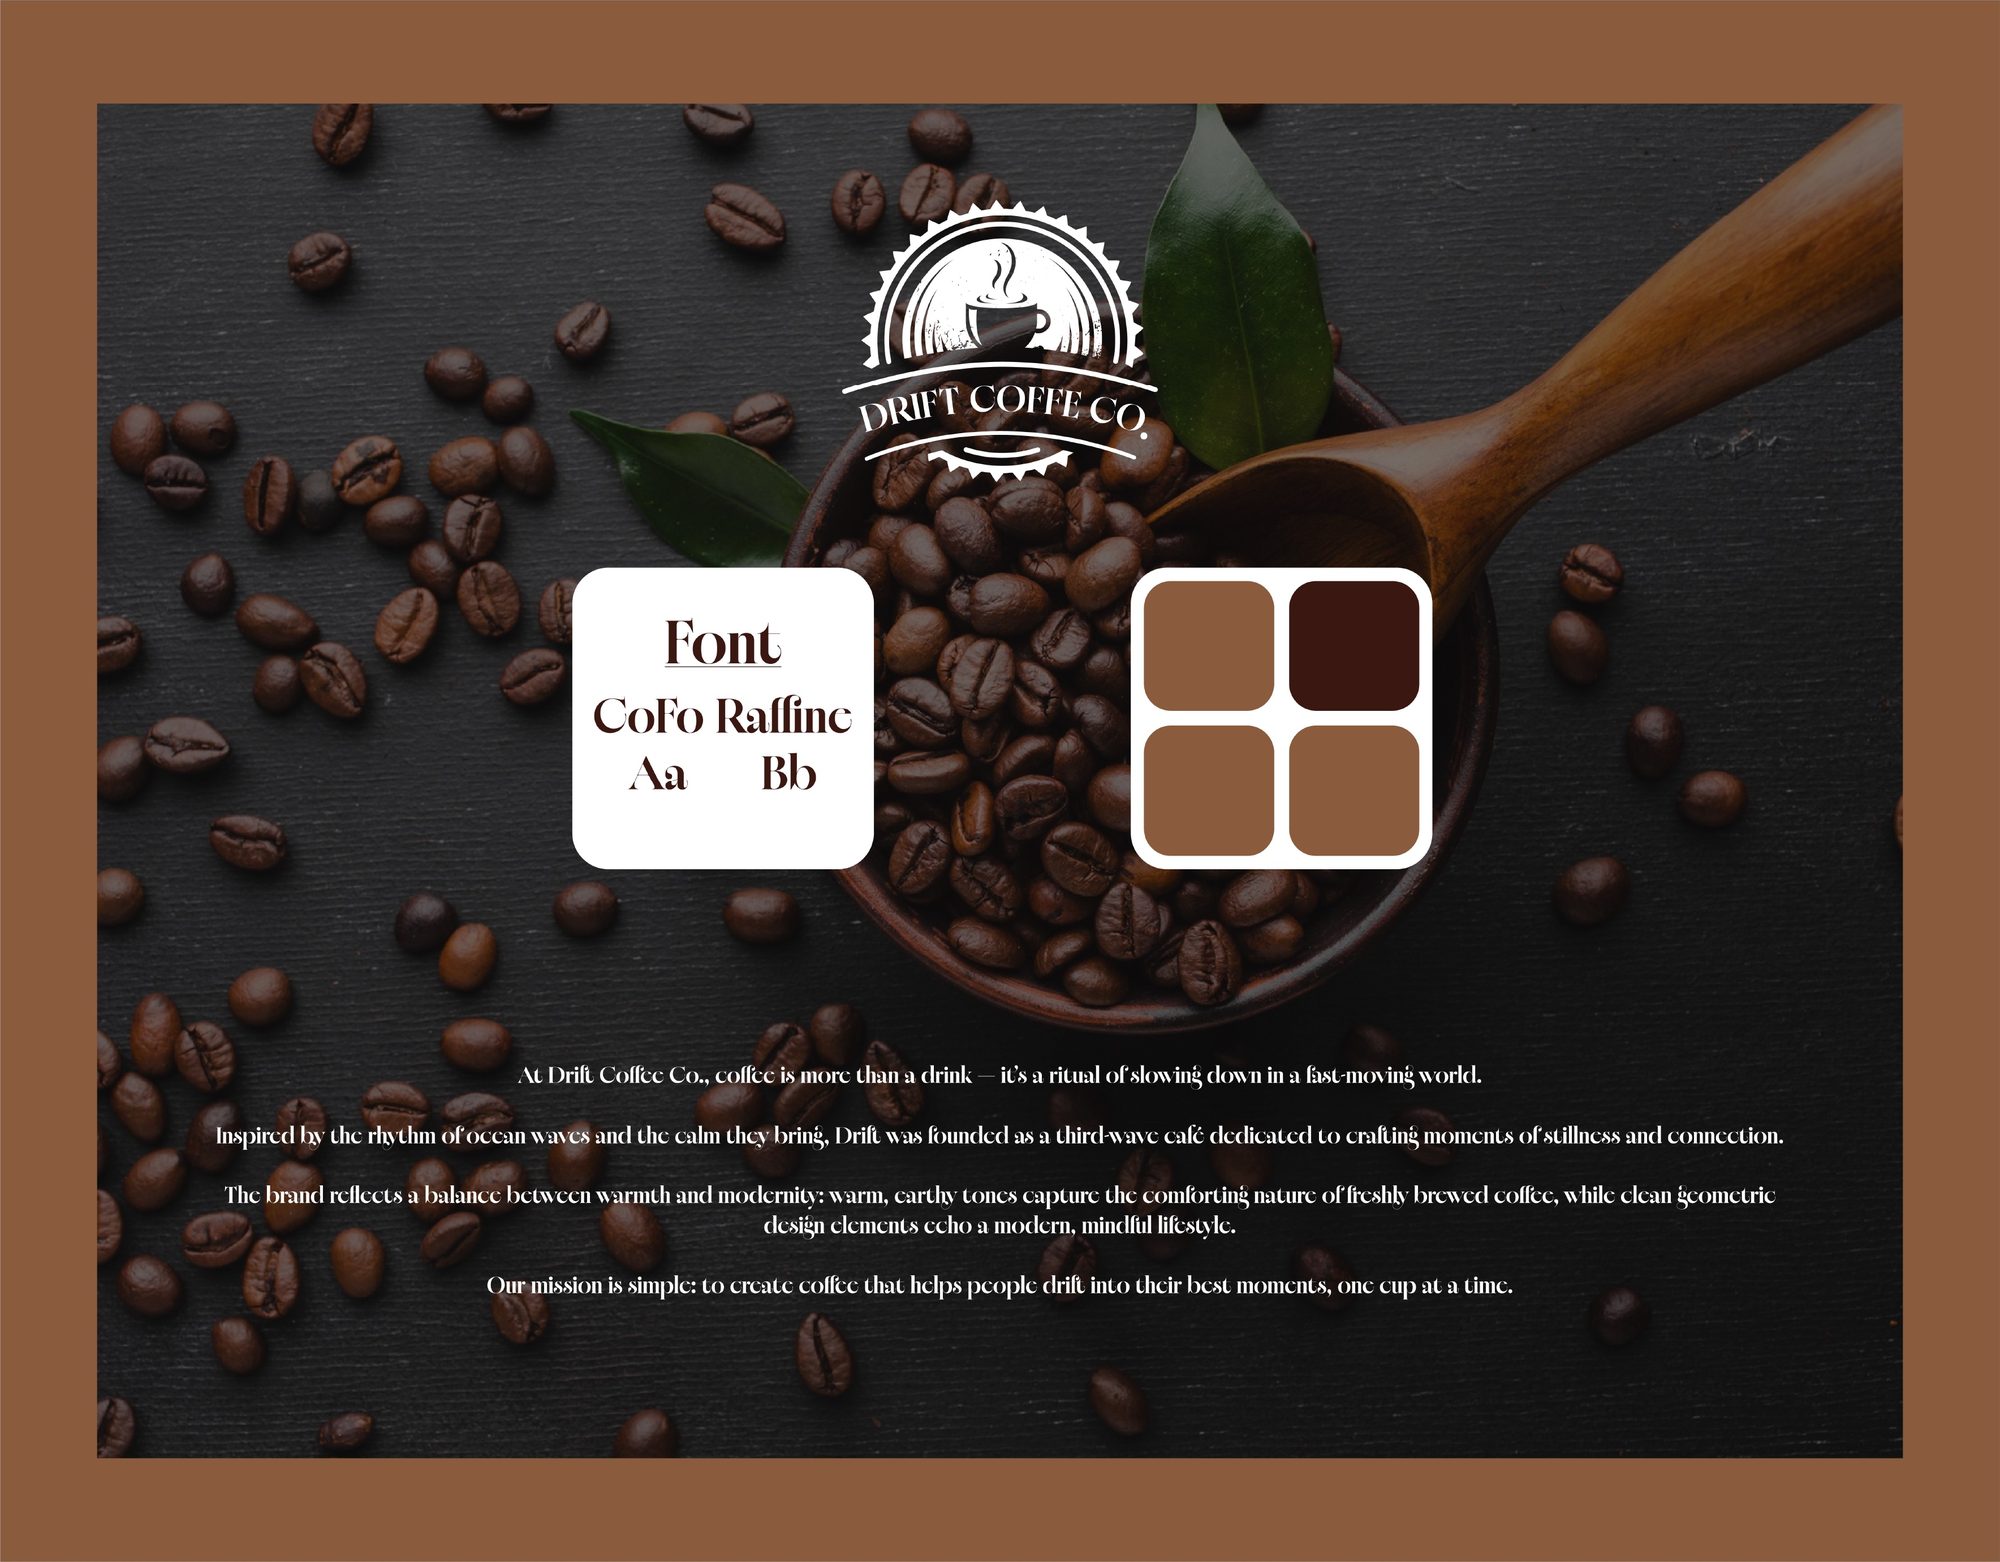 DRIFT COFFE CO.
Font
CoFo Raffine
Aa Bb
At Drift Coffee Co., coffee is more than a drink — it's a ritual of slowing down in a fast-moving world.
Inspired by the rhythm of ocean waves and the calm they bring, Drift was founded as a third-wave café dedicated to crafting moments of stillness and connection.
The brand reflects a balance between warmth and modernity: warm, earthy tones capture the comforting nature of freshly brewed coffee, while clean geometric
design elements echo a modern, mindful lifestyle.
Our mission is simple: to create coffee that helps people drift into their best moments, one cup at a time.